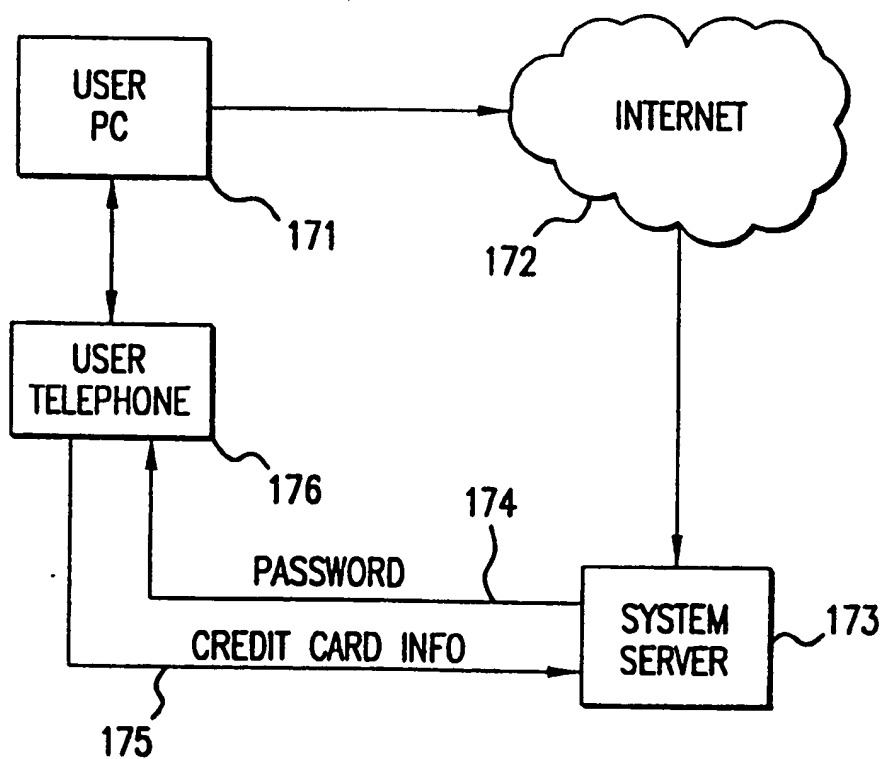 USER
PC
INTERNET
171
172
USER
TELEPHONE
176
174
PASSWORD
SYSTEM
SERVER
173
CREDIT CARD INFO
175